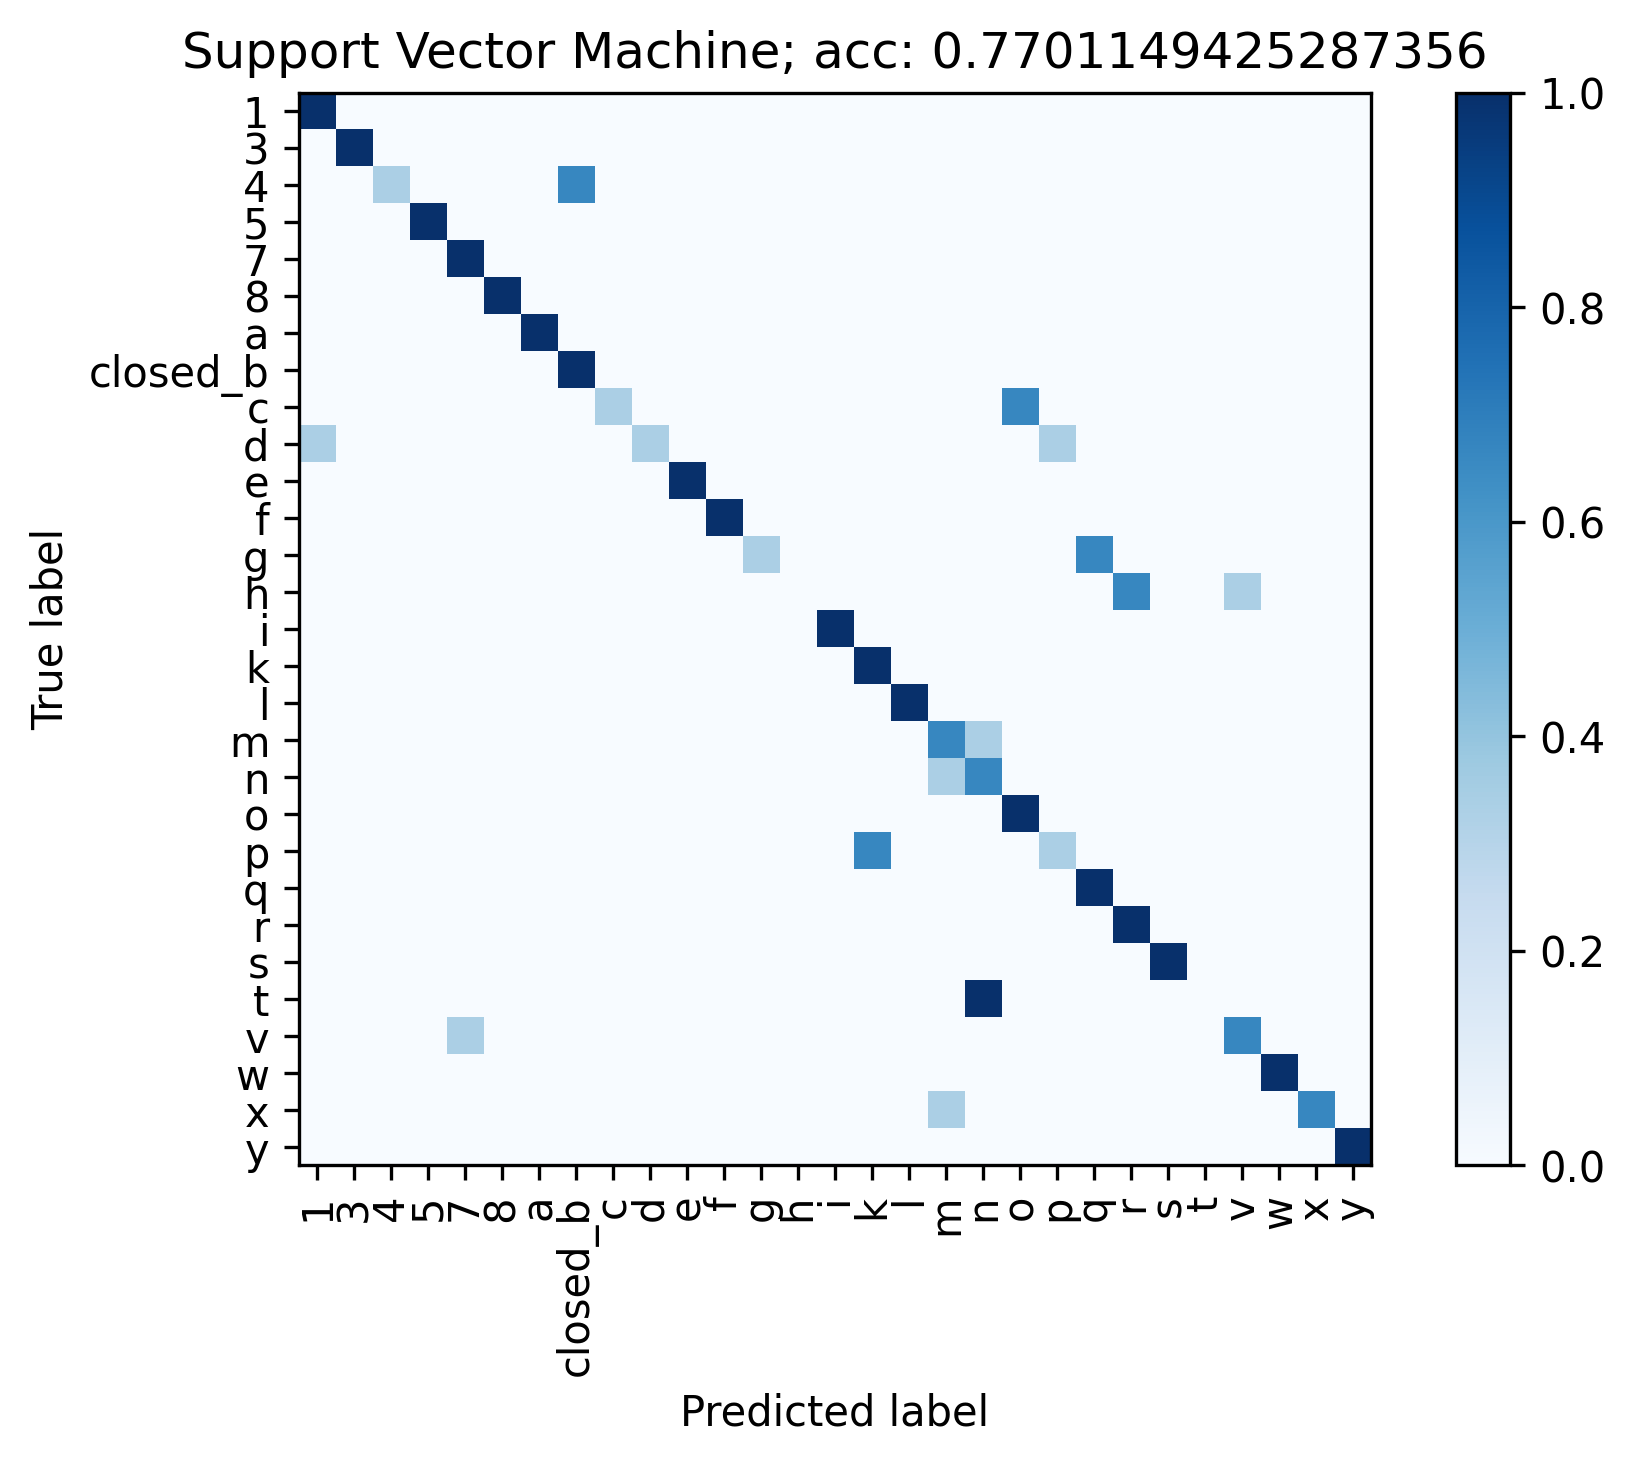 Support Vector Machine; acc: 0.7701149425287356
True label
1
3
4
5
7
8
a
closed_b
c
d
e
f
g
h
i
k
l
m
n
o
p
q
r
s
t
v
w
x
y
1 3 4 5 7 8 a closed_b c d e f g h i k l m n o p q r s t v w x y
Predicted label
1.0
0.8
0.6
0.4
0.2
0.0